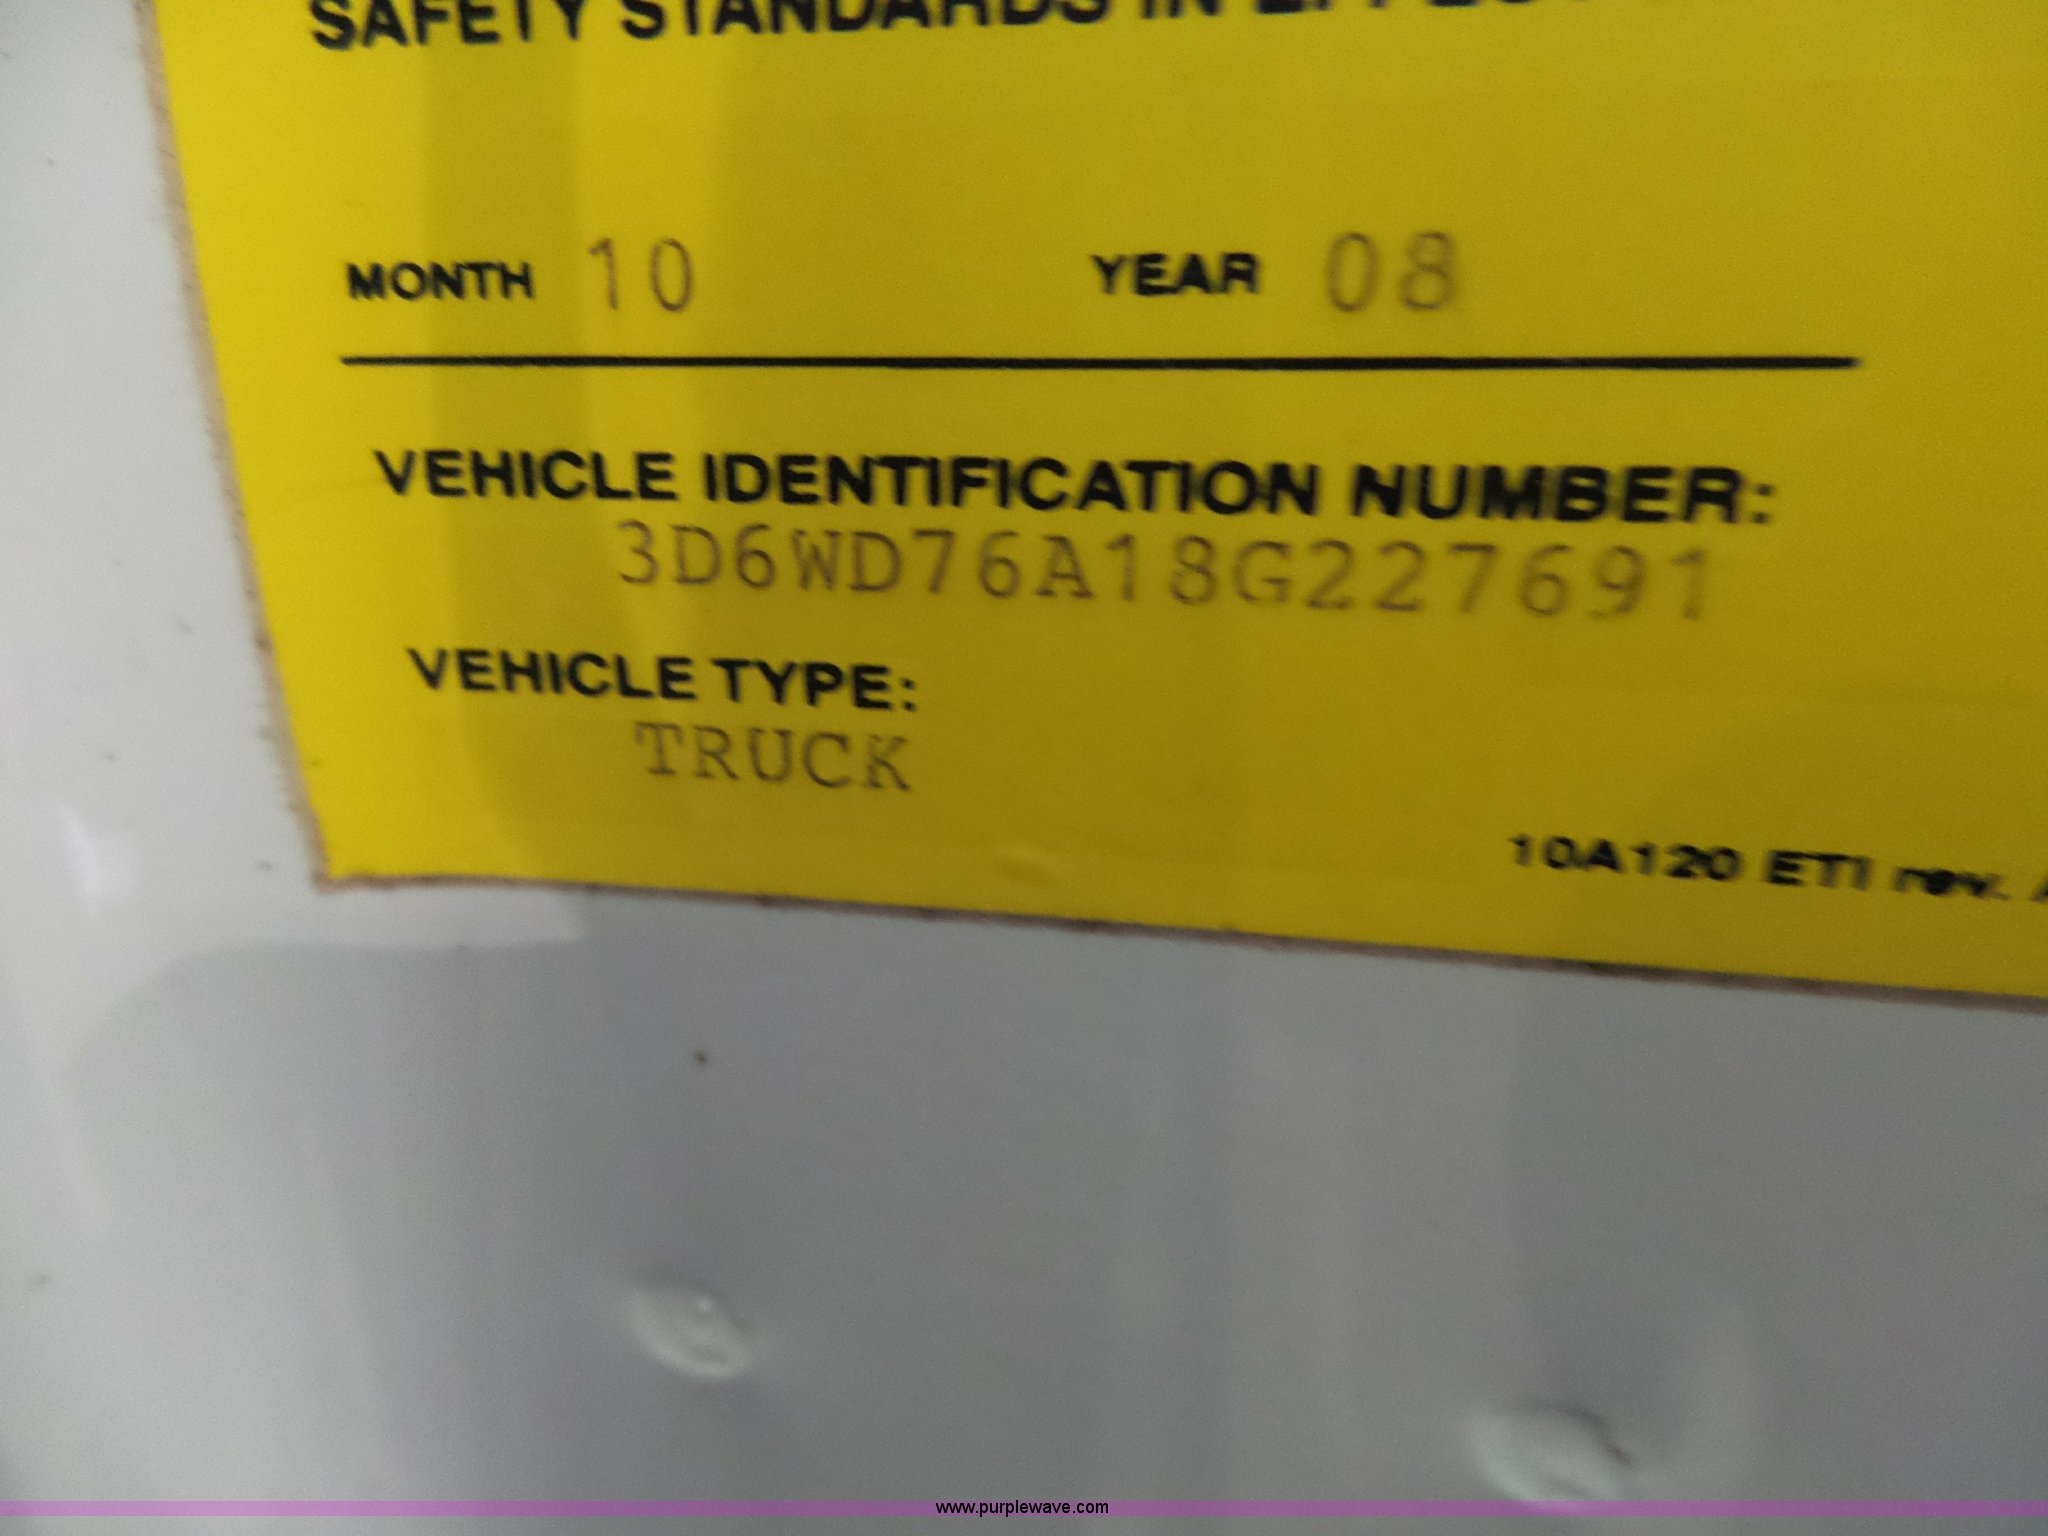 SAFETY STANDARDS IN
MONTH 10 YEAR 08
VEHICLE IDENTIFICATION NUMBER:
3D6WD76A18G227691
VEHICLE TYPE:
TRUCK
10A120 ETI rev.
www.purplewave.com